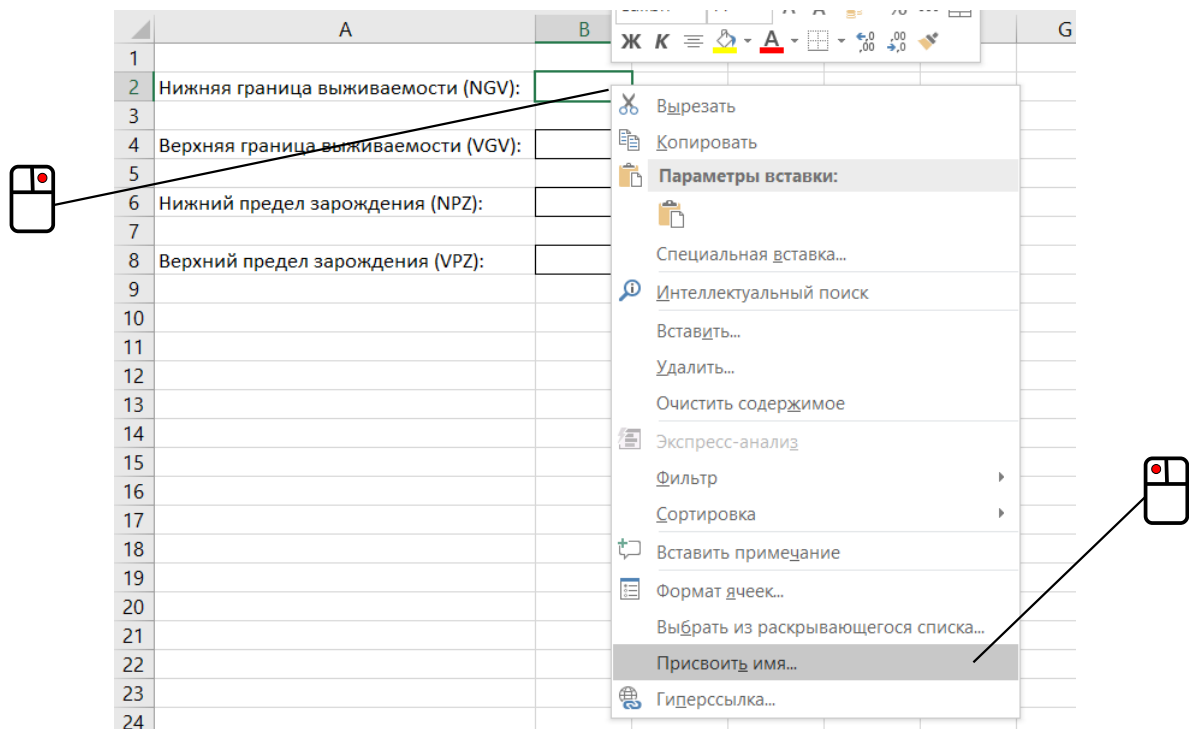 A B G
Ж К А
1
2 Нижняя граница выживаемости (NGV):
3
4 Верхняя граница выживаемости (VGV):
5
6 Нижний предел зарождения (NPZ):
7
8 Верхний предел зарождения (VPZ):
9
10
11
12
13
14
15
16
17
18
19
20
21
22
23
24
Вырезать
Копировать
Параметры вставки:
Специальная вставка...
Интеллектуальный поиск
Вставить...
Удалить...
Очистить содержимое
Экспресс-анализ
Фильтр
Сортировка
Вставить примечание
Формат ячеек...
Выбрать из раскрывающегося списка...
Присвоить имя...
Гиперссылка...